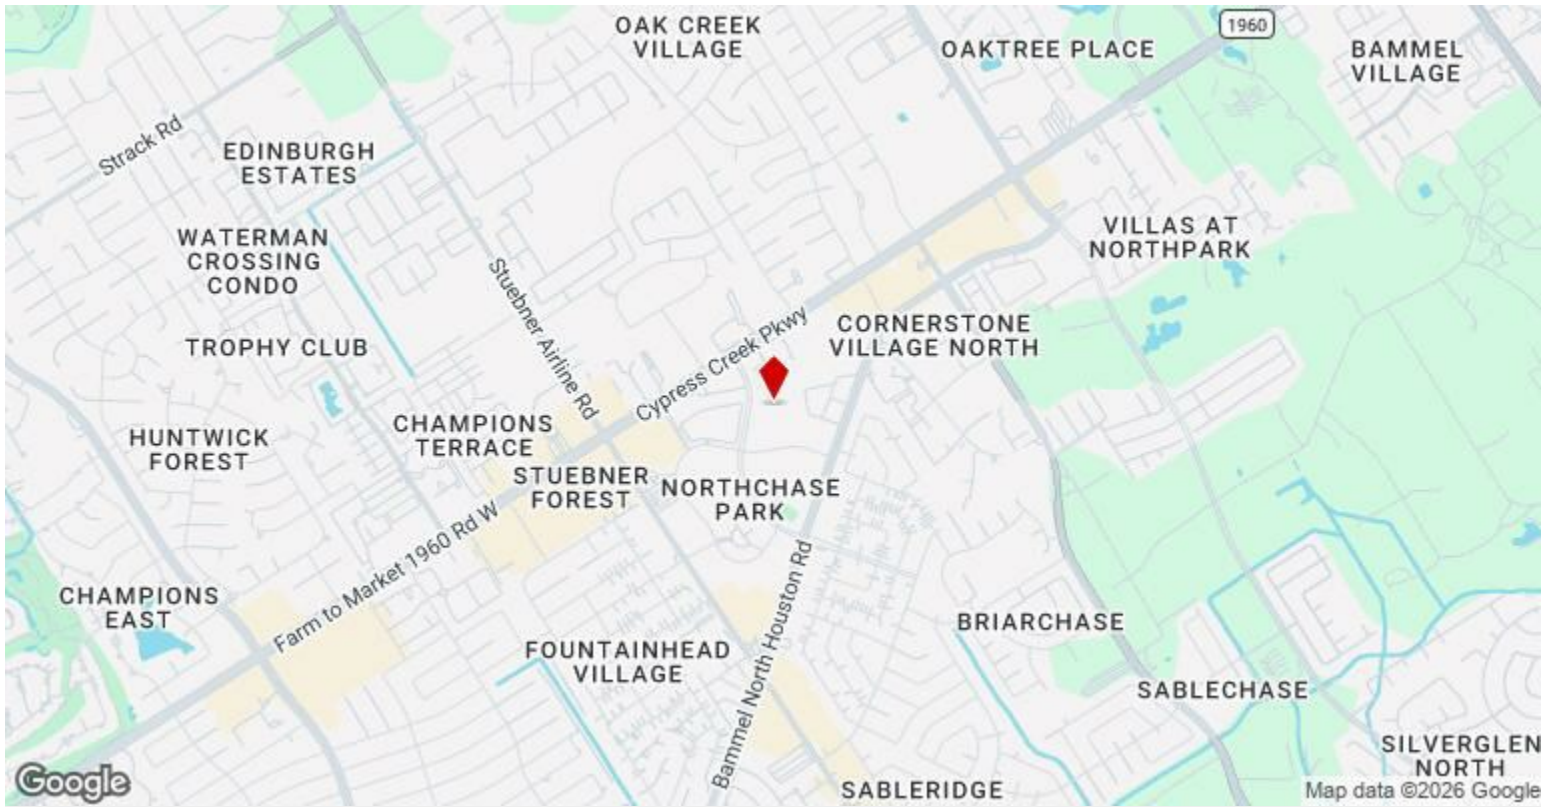 OAK CREEK
VILLAGE
1960
OAKTREE PLACE
BAMMEL
VILLAGE
Strack Rd
EDINBURGH
ESTATES
VILLAS AT
NORTHPARK
WATERMAN
CROSSING
CONDO
Stuebner Airline Rd
Cypress Creek Pkwy
CORNERSTONE
VILLAGE NORTH
TROPHY CLUB
CHAMPIONS
TERRACE
HUNTWICK
FOREST
STUEBNER
FOREST
NORTHCHASE
PARK
Farm to Market 1960 Rd W
Bammel North Houston Rd
CHAMPIONS
EAST
BRIARCHASE
FOUNTAINHEAD
VILLAGE
SABLECHASE
SILVERGLEN
NORTH
SABLERIDGE
Google
Map data ©2026 Google